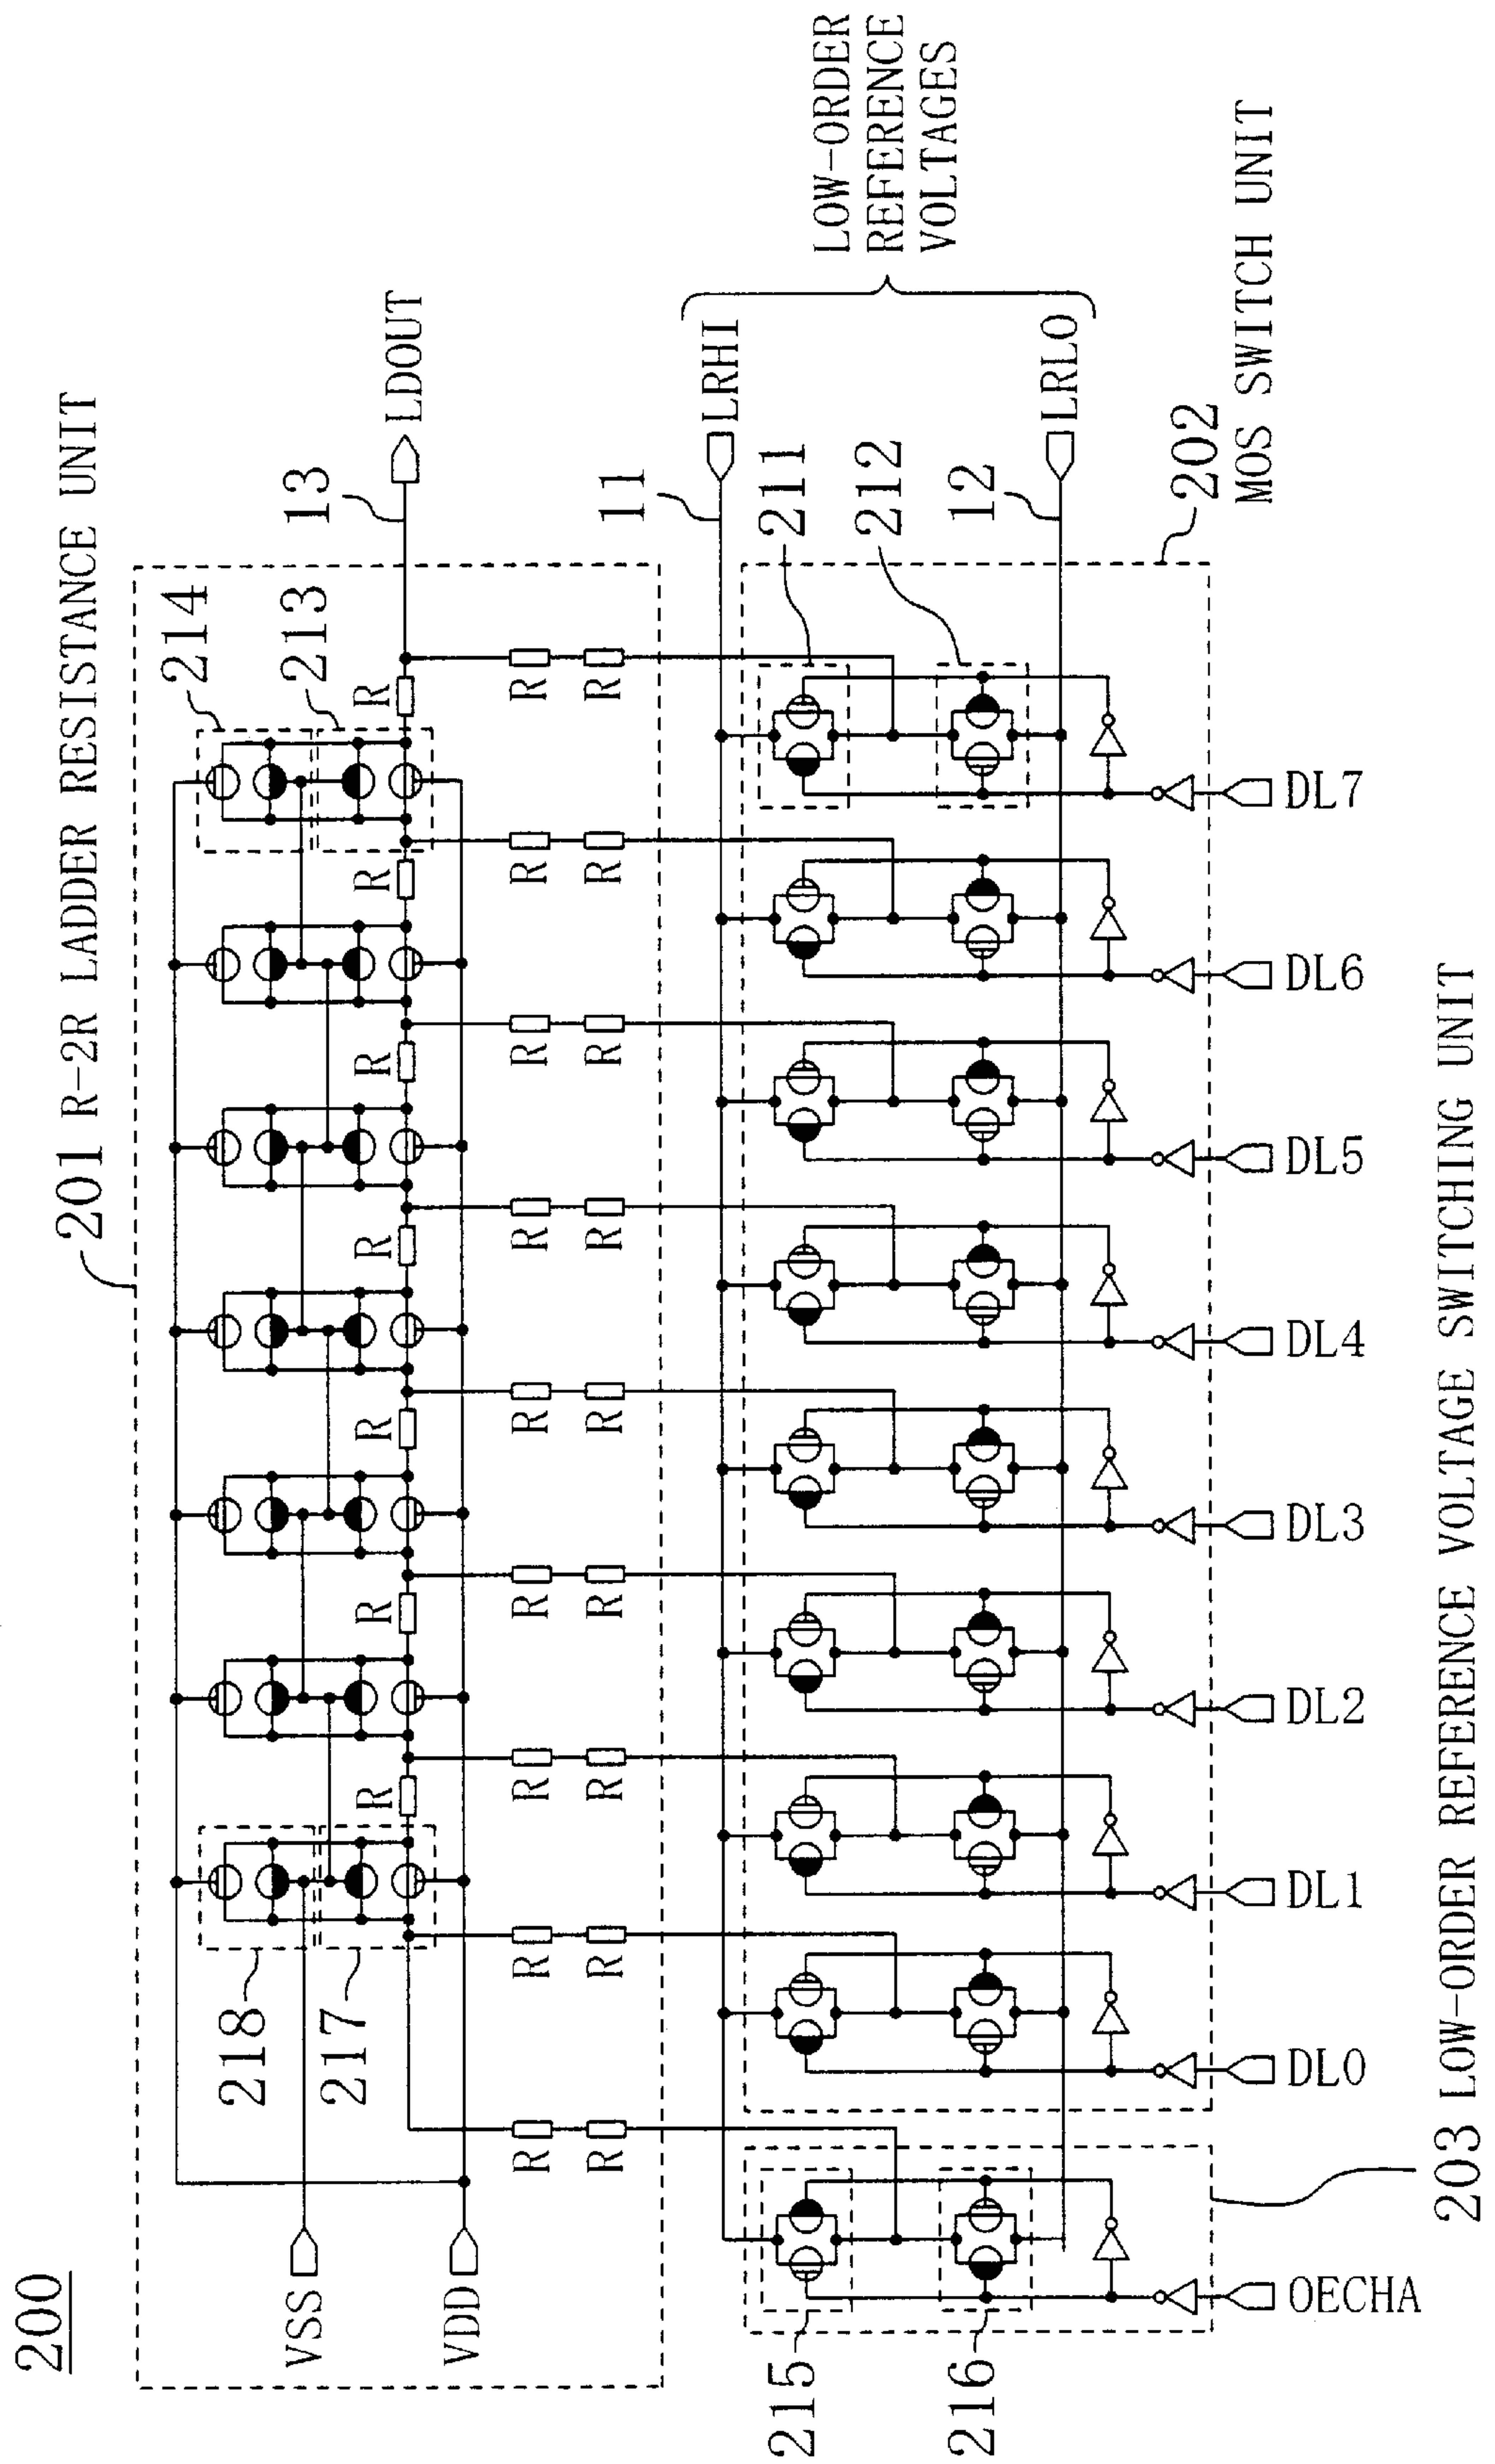 200
201 R-2R LADDER RESISTANCE UNIT
214
213
13
LDOUT
218
217
VSS
VDD
R
R
R
R
R
R
R
R R
R R
R R
R R
R R
R R
R R
R R
R R
11
LRHI
LOW-ORDER
REFERENCE
VOLTAGES
211
212
12
LRLO
215
216
202
MOS SWITCH UNIT
OECHA
DL0
DL1
DL2
DL3
DL4
DL5
DL6
DL7
203 LOW-ORDER REFERENCE VOLTAGE SWITCHING UNIT